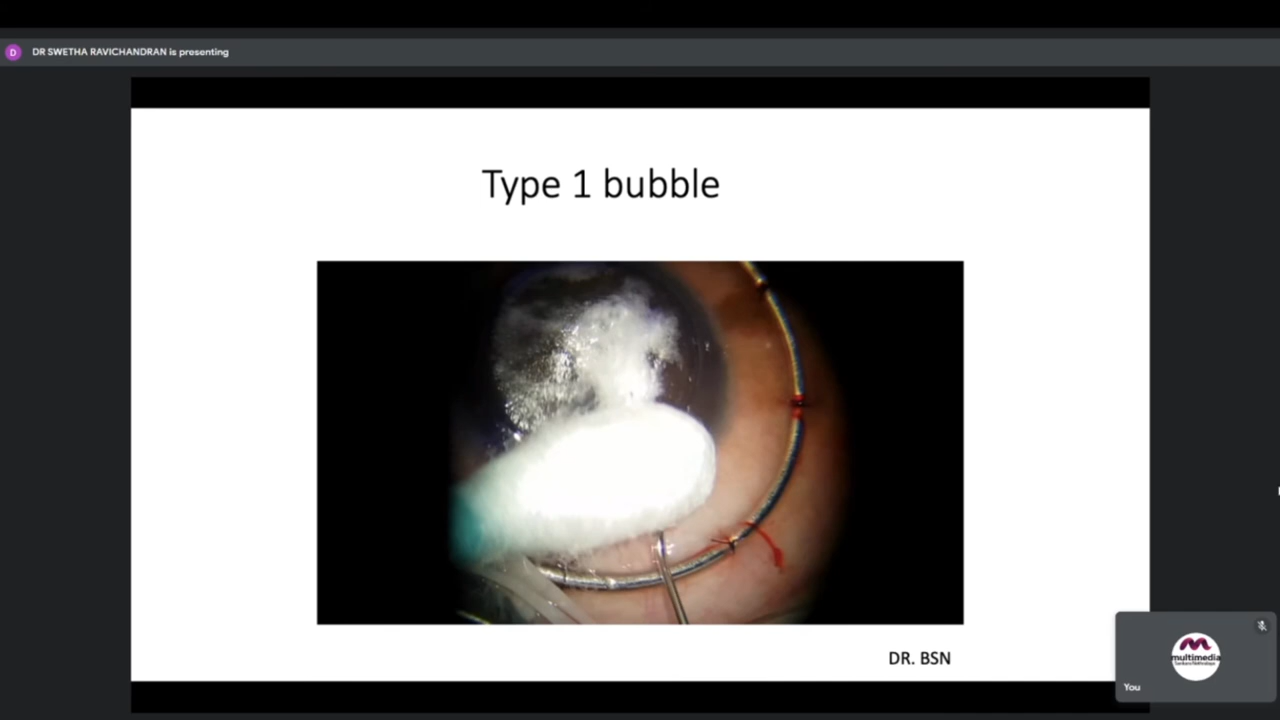 D
DR SWETHA RAVICHANDRAN is presenting
Type 1 bubble
DR. BSN
multimedia
You